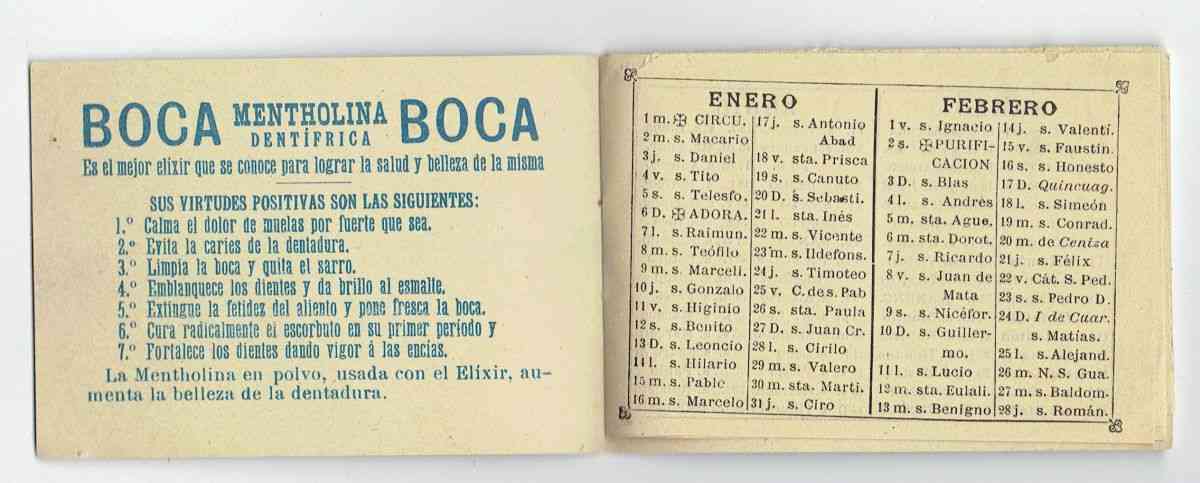 BOCA MENTHOLINA DENTÍFRICA BOCA
Es el mejor elixir que se conoce para lograr la salud y belleza de la misma
SUS VIRTUDES POSITIVAS SON LAS SIGUIENTES:
1.º Calma el dolor de muelas por fuerte que sea.
2.º Evita la caries de la dentadura.
3.º Limpia la boca y quita el sarro.
4.º Emblanquece los dientes y da brillo al esmalte.
5.º Extingue la fetidez del aliento y pone fresca la boca.
6.º Cura radicalmente el escorbuto en su primer período y
7.º Fortalece los dientes dando vigor á las encías.
La Mentholina en polvo, usada con el Elíxir, au-
menta la belleza de la dentadura.
ENERO
1 m. ✠ CIRCU.
2 m. s. Macario
3 j. s. Daniel
4 v. s. Tito
5 s. s. Telesfo.
6 D. ✠ ADORA.
7 l. s. Raimun.
8 m. s. Teófilo
9 m. s. Marceli.
10 j. s. Gonzalo
11 v. s. Higinio
12 s. s. Benito
13 D. s. Leoncio
14 l. s. Hilario
15 m. s. Pablo
16 m. s. Marcelo
17 j. s. Antonio
Abad
18 v. sta. Prisca
19 s. s. Canuto
20 D. s. Sebasti.
21 l. sta. Inés
22 m. s. Vicente
23 m. s. Ildefons.
24 j. s. Timoteo
25 v. C. de s. Pab
26 s. sta. Paula
27 D. s. Juan Cr.
28 l. s. Cirilo
29 m. s. Valero
30 m. sta. Marti.
31 j. s. Ciro
FEBRERO
1 v. s. Ignacio
2 s. ✠ PURIFI-
CACION
3 D. s. Blas
4 l. s. Andrés
5 m. sta. Ague.
6 m. sta. Dorot.
7 j. s. Ricardo
8 v. s. Juan de
Mata
9 s. s. Nicéfor.
10 D. s. Guiller-
mo.
11 l. s. Lucio
12 m. sta. Eulali.
13 m. s. Benigno
14 j. s. Valentí.
15 v. s. Faustin.
16 s. s. Honesto
17 D. Quincuag.
18 l. s. Simeón
19 m. s. Conrad.
20 m. de Ceniza
21 j. s. Félix
22 v. Cát. S. Ped.
23 s. s. Pedro D.
24 D. I de Cuar.
s. Matías.
25 l. s. Alejand.
26 m. N. S. Gua.
27 m. s. Baldom.
28 j. s. Román.